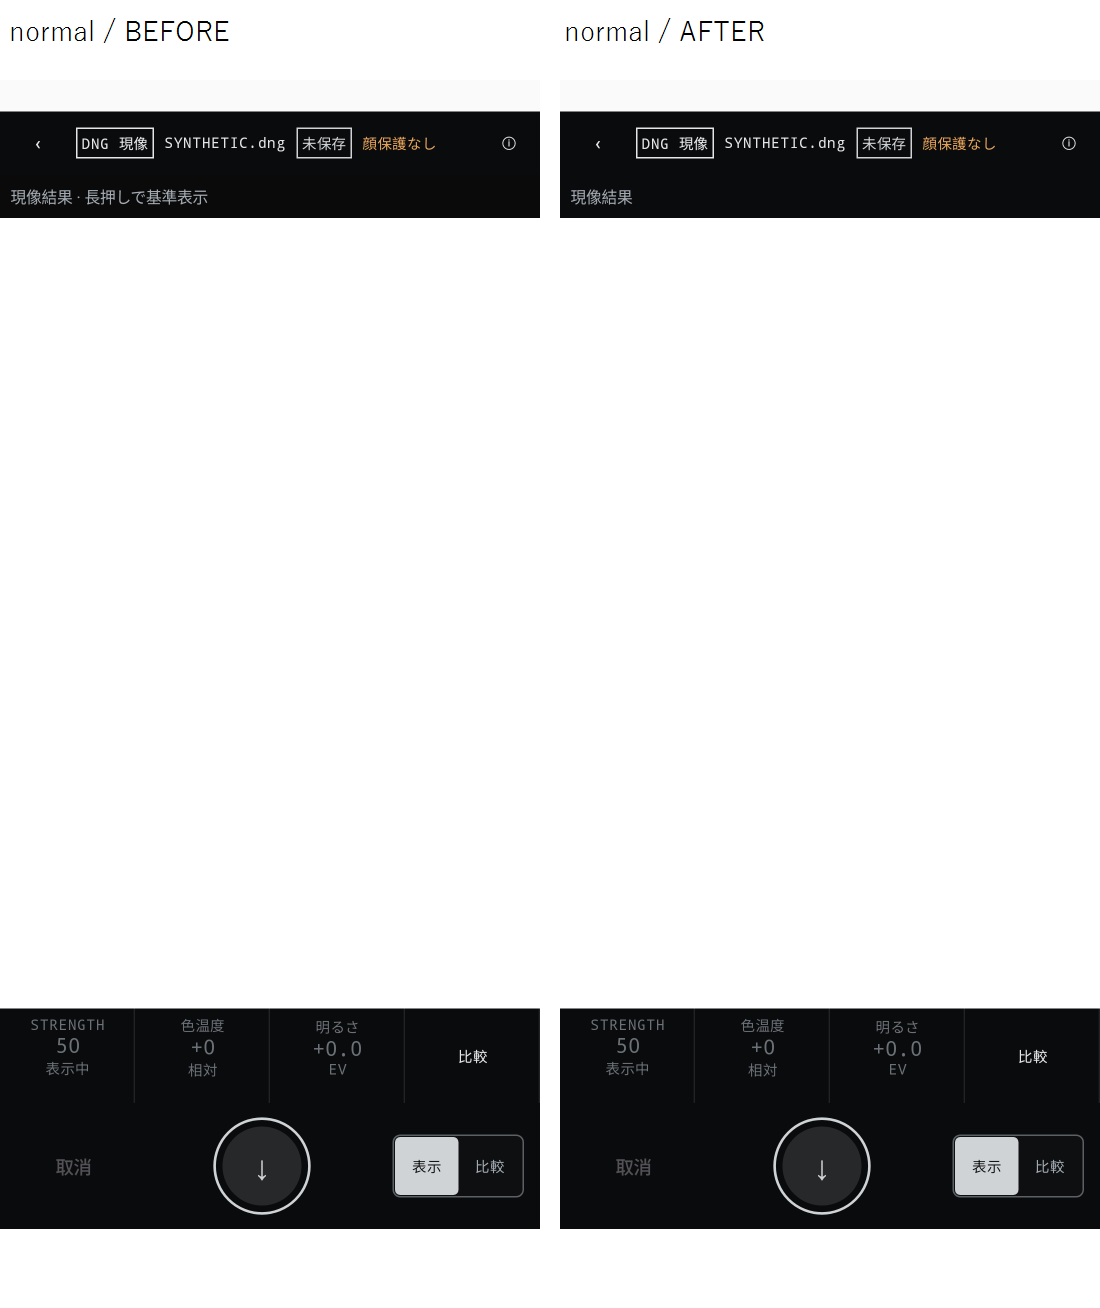 normal / BEFORE
‹ DNG 現像 SYNTHETIC.dng 未保存 顔保護なし ⓘ
現像結果 · 長押しで基準表示
STRENGTH 色温度 明るさ
50 +0 +0.0 比較
表示中 相対 EV
取消 ↓ 表示 比較
normal / AFTER
‹ DNG 現像 SYNTHETIC.dng 未保存 顔保護なし ⓘ
現像結果
STRENGTH 色温度 明るさ
50 +0 +0.0 比較
表示中 相対 EV
取消 ↓ 表示 比較